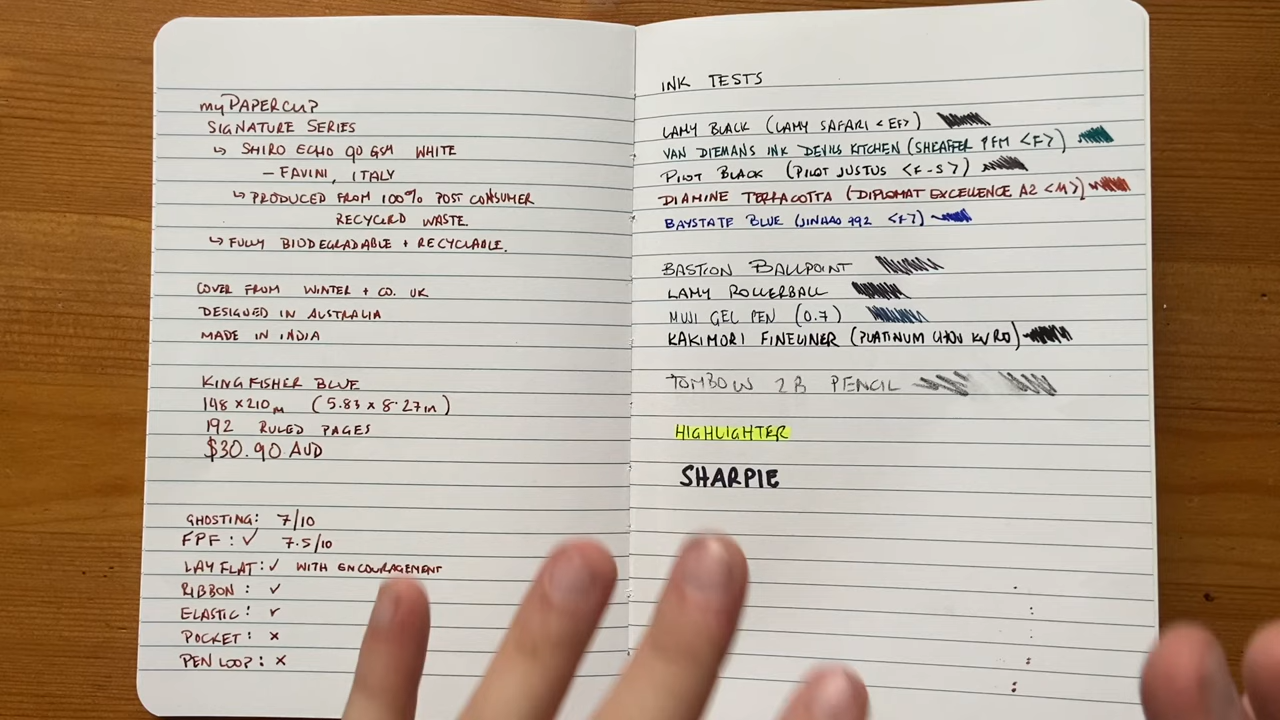 myPAPERCLIP
SIGNATURE SERIES
↳ SHIRO ECHO 90 GSM WHITE
– FAVINI, ITALY
↳ PRODUCED FROM 100% POST CONSUMER
RECYCLED WASTE.
↳ FULLY BIODEGRADABLE + RECYCLABLE.
COVER FROM WINTER + CO. UK
DESIGNED IN AUSTRALIA
MADE IN INDIA
KINGFISHER BLUE
148 x 210 (5.83 x 8.27in)
192 RULED PAGES
$30.90 AUD
GHOSTING: 7/10
FPF: ✓ 7.5/10
LAY FLAT: ✓ WITH ENCOURAGEMENT
RIBBON: ✓
ELASTIC: ✓
POCKET: ×
PEN LOOP: ×
INK TESTS
LAMY BLACK (LAMY SAFARI <EF>)
VAN DIEMANS INK DEVILS KITCHEN (SHEAFFER PFM <F>)
PILOT BLACK (PILOT JUSTUS <F-S>)
DIAMINE TERRACOTTA (DIPLOMAT EXCELLENCE A2 <M>)
BAYSTATE BLUE (JINHAO 992 <F>)
BASTION BALLPOINT
LAMY ROLLERBALL
MUJI GEL PEN (0.7)
KAKIMORI FINELINER (PLATINUM CHOU KURO)
TOMBOW 2B PENCIL
HIGHLIGHTER
SHARPIE